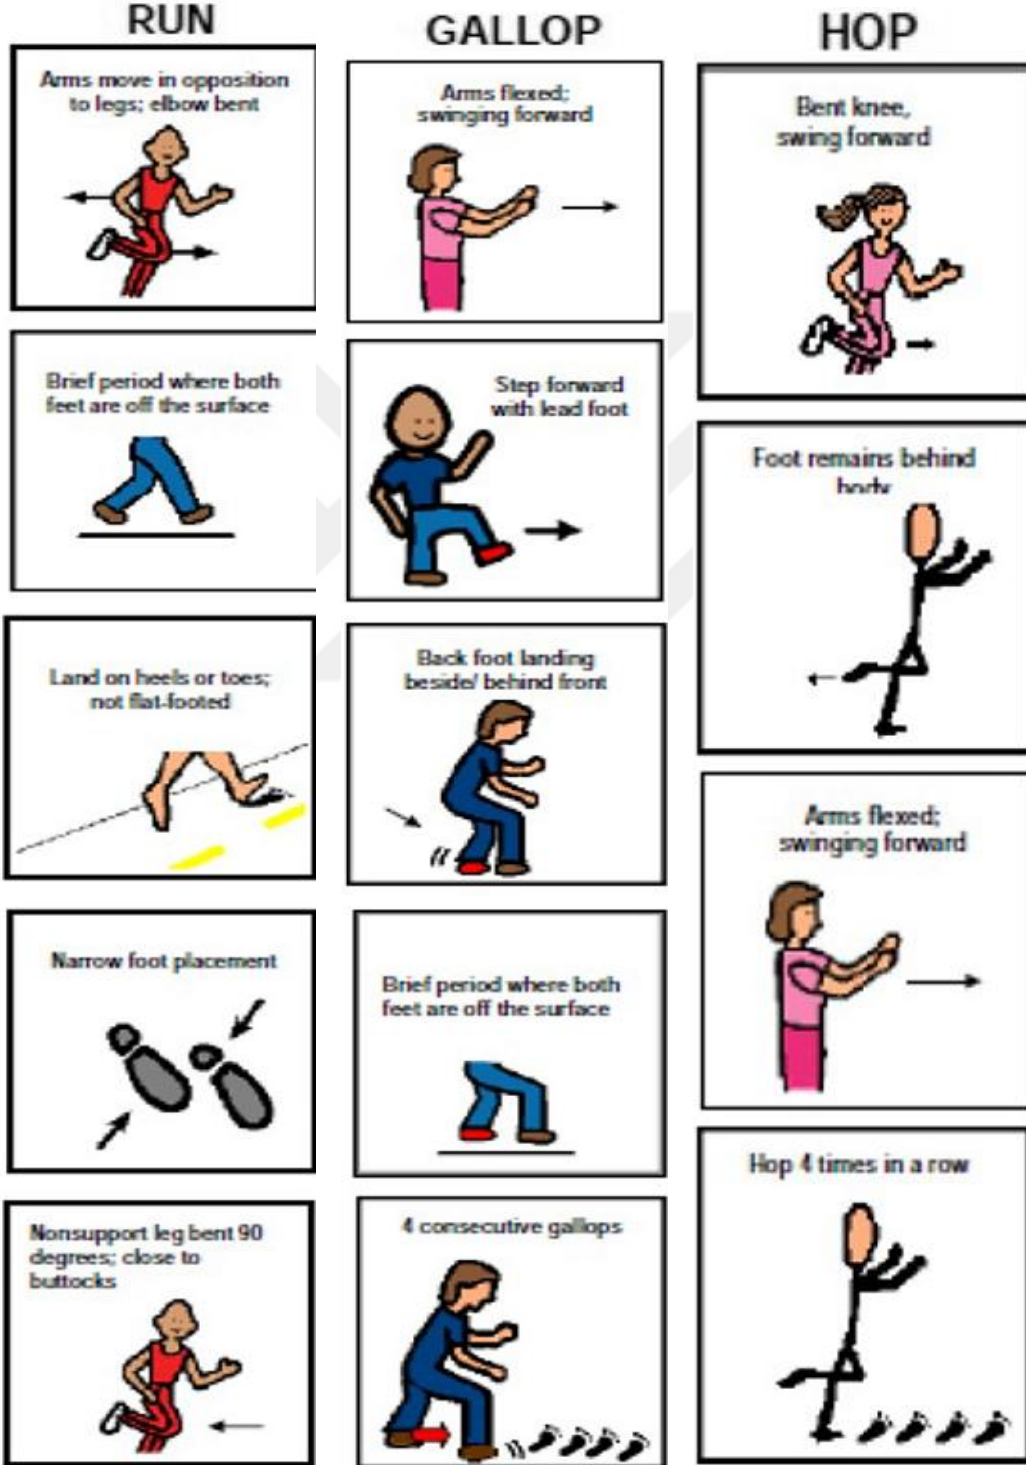 RUN
Arms move in opposition
to legs; elbow bent
Brief period where both
feet are off the surface
Land on heels or toes;
not flat-footed
Narrow foot placement
Nonsupport leg bent 90
degrees; close to
buttocks
GALLOP
Arms flexed;
swinging forward
Step forward
with lead foot
Back foot landing
beside/ behind front
Brief period where both
feet are off the surface
4 consecutive gallops
HOP
Bent knee,
swing forward
Foot remains behind
body
Arms flexed;
swinging forward
Hop 4 times in a row